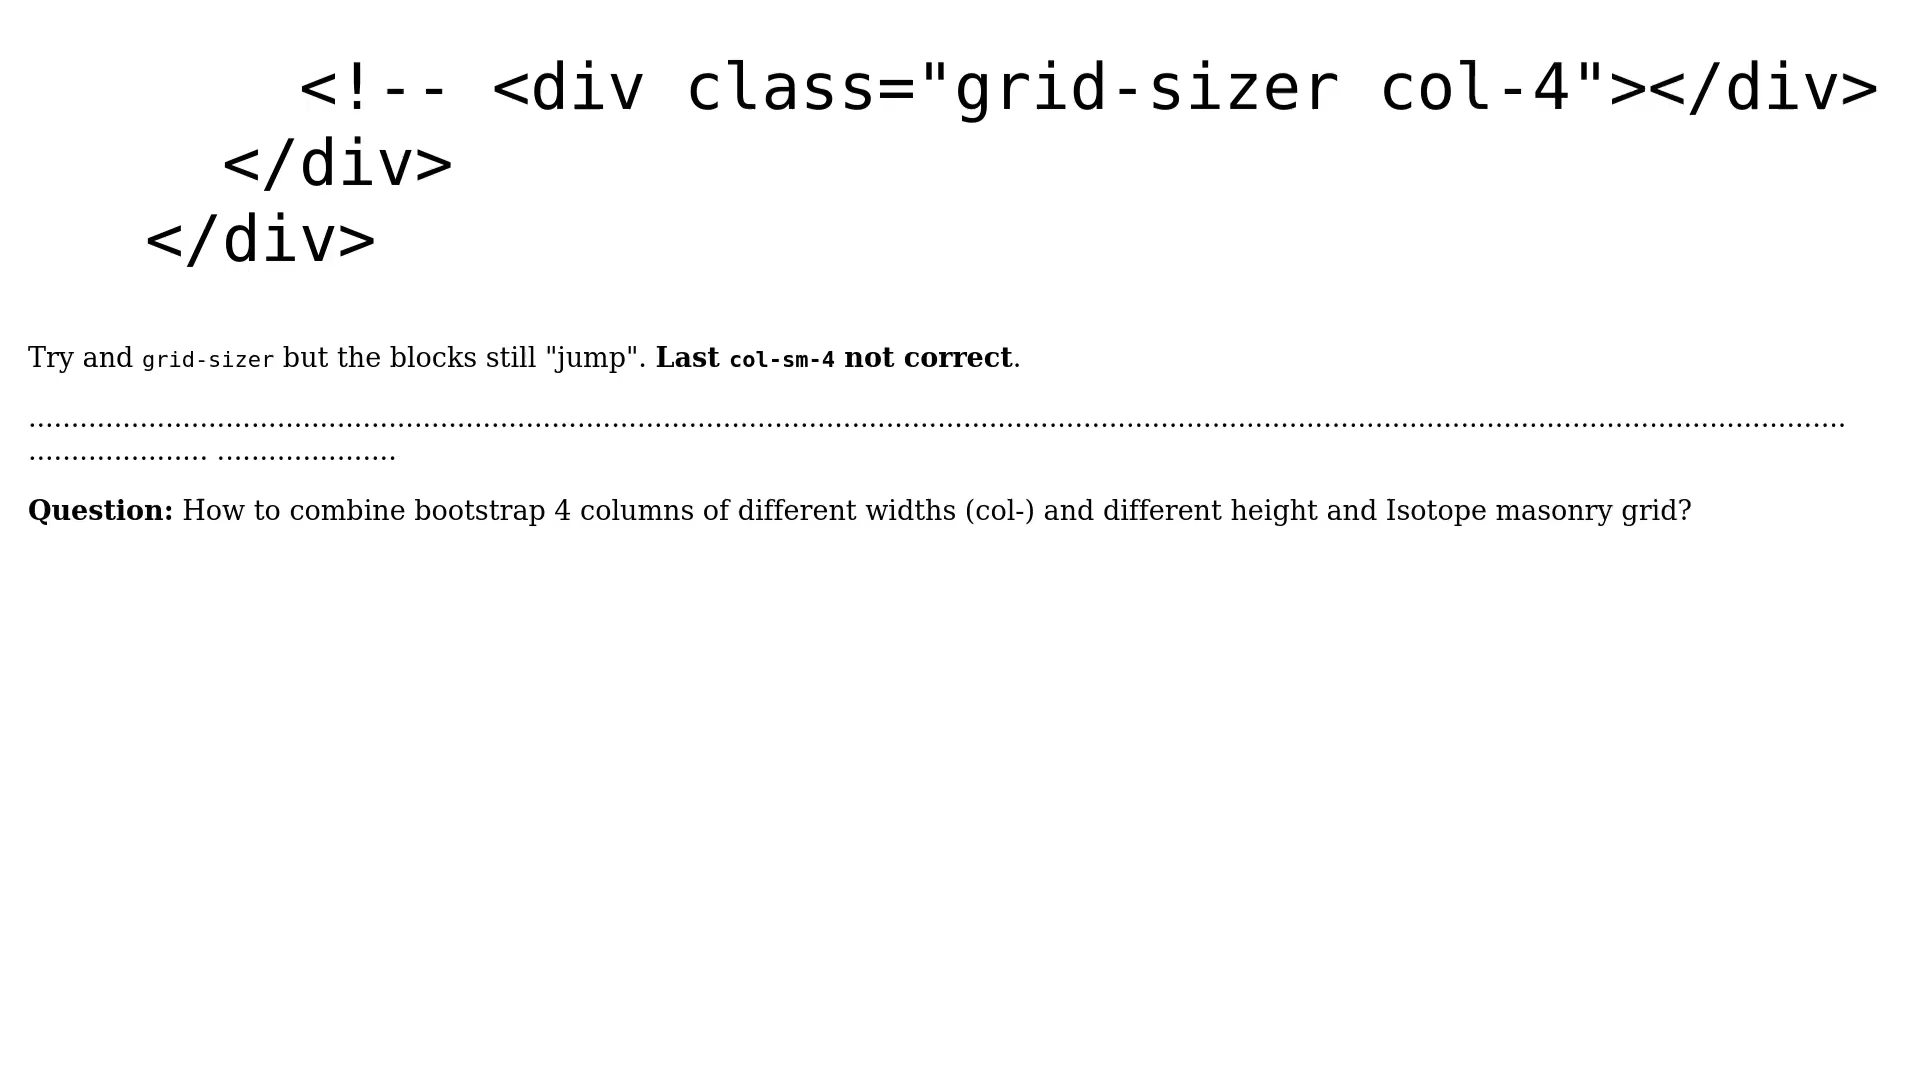 <!-- <div class="grid-sizer col-4"></div>
</div>
</div>
Try and grid-sizer but the blocks still "jump". Last col-sm-4 not correct.
....................................................................................................................................................................................................................
..................... .....................
Question: How to combine bootstrap 4 columns of different widths (col-) and different height and Isotope masonry grid?